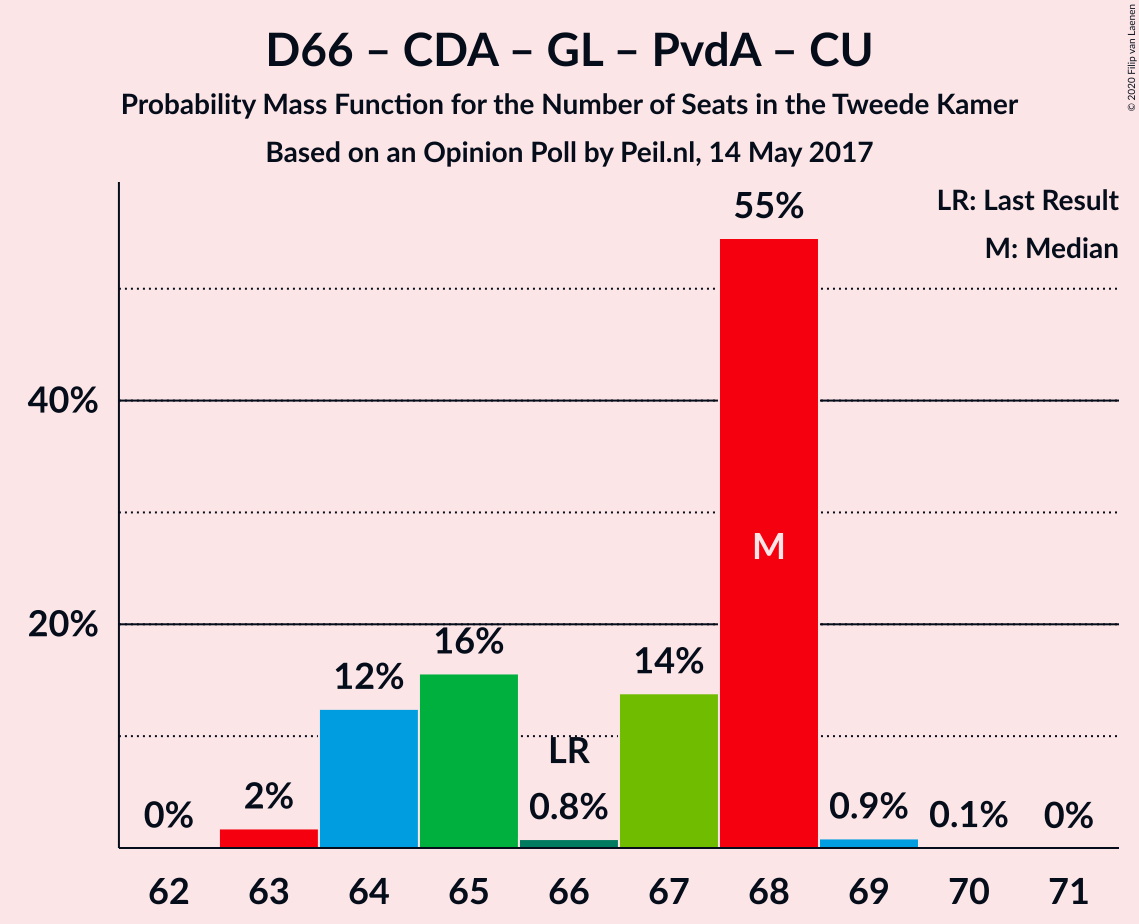 D66 – CDA – GL – PvdA – CU
Probability Mass Function for the Number of Seats in the Tweede Kamer
Based on an Opinion Poll by Peil.nl, 14 May 2017
© 2020 Filip van Laenen
LR: Last Result
M: Median
55%
40%
M
20%
16%
14%
12%
LR
2%
0.8%
0.9%
0%
0.1%
0%
62 63 64 65 66 67 68 69 70 71